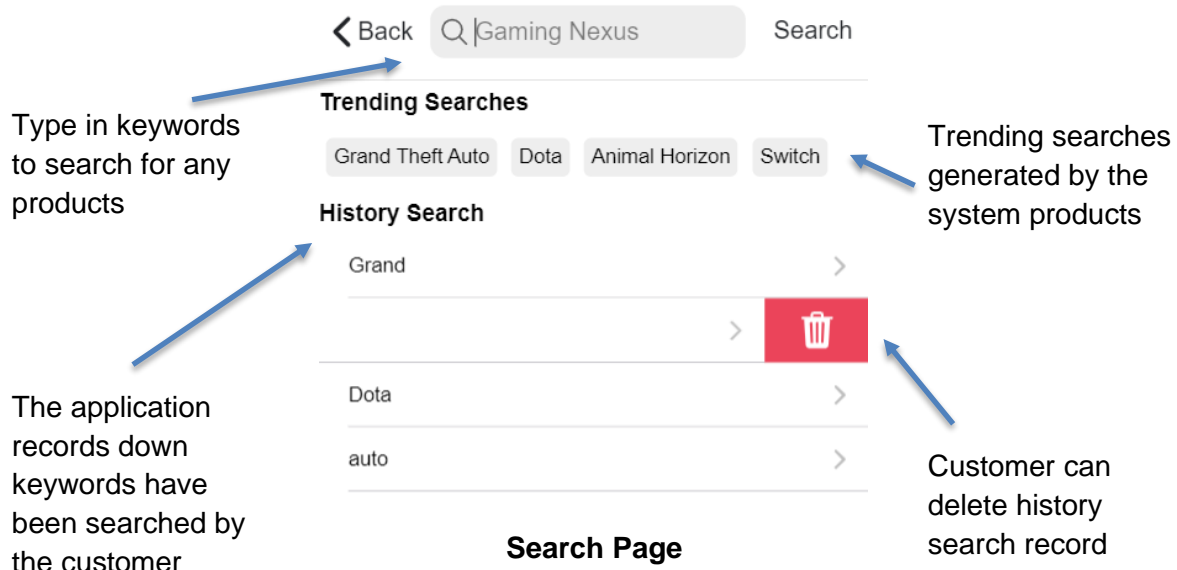 Back Gaming Nexus Search
Trending Searches
Grand Theft Auto Dota Animal Horizon Switch
History Search
Grand
Dota
auto
Type in keywords
to search for any
products
Trending searches
generated by the
system products
The application
records down
keywords have
been searched by
the customer
Customer can
delete history
search record
Search Page